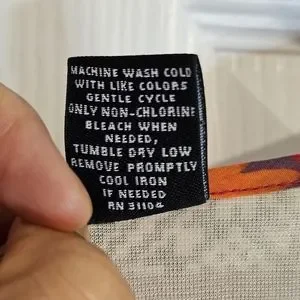 MACHINE WASH COLD
WITH LIKE COLORS
GENTLE CYCLE
ONLY NON-CHLORINE
BLEACH WHEN
NEEDED,
TUMBLE DRY LOW
REMOVE PROMPTLY
COOL IRON
IF NEEDED
RN 31104